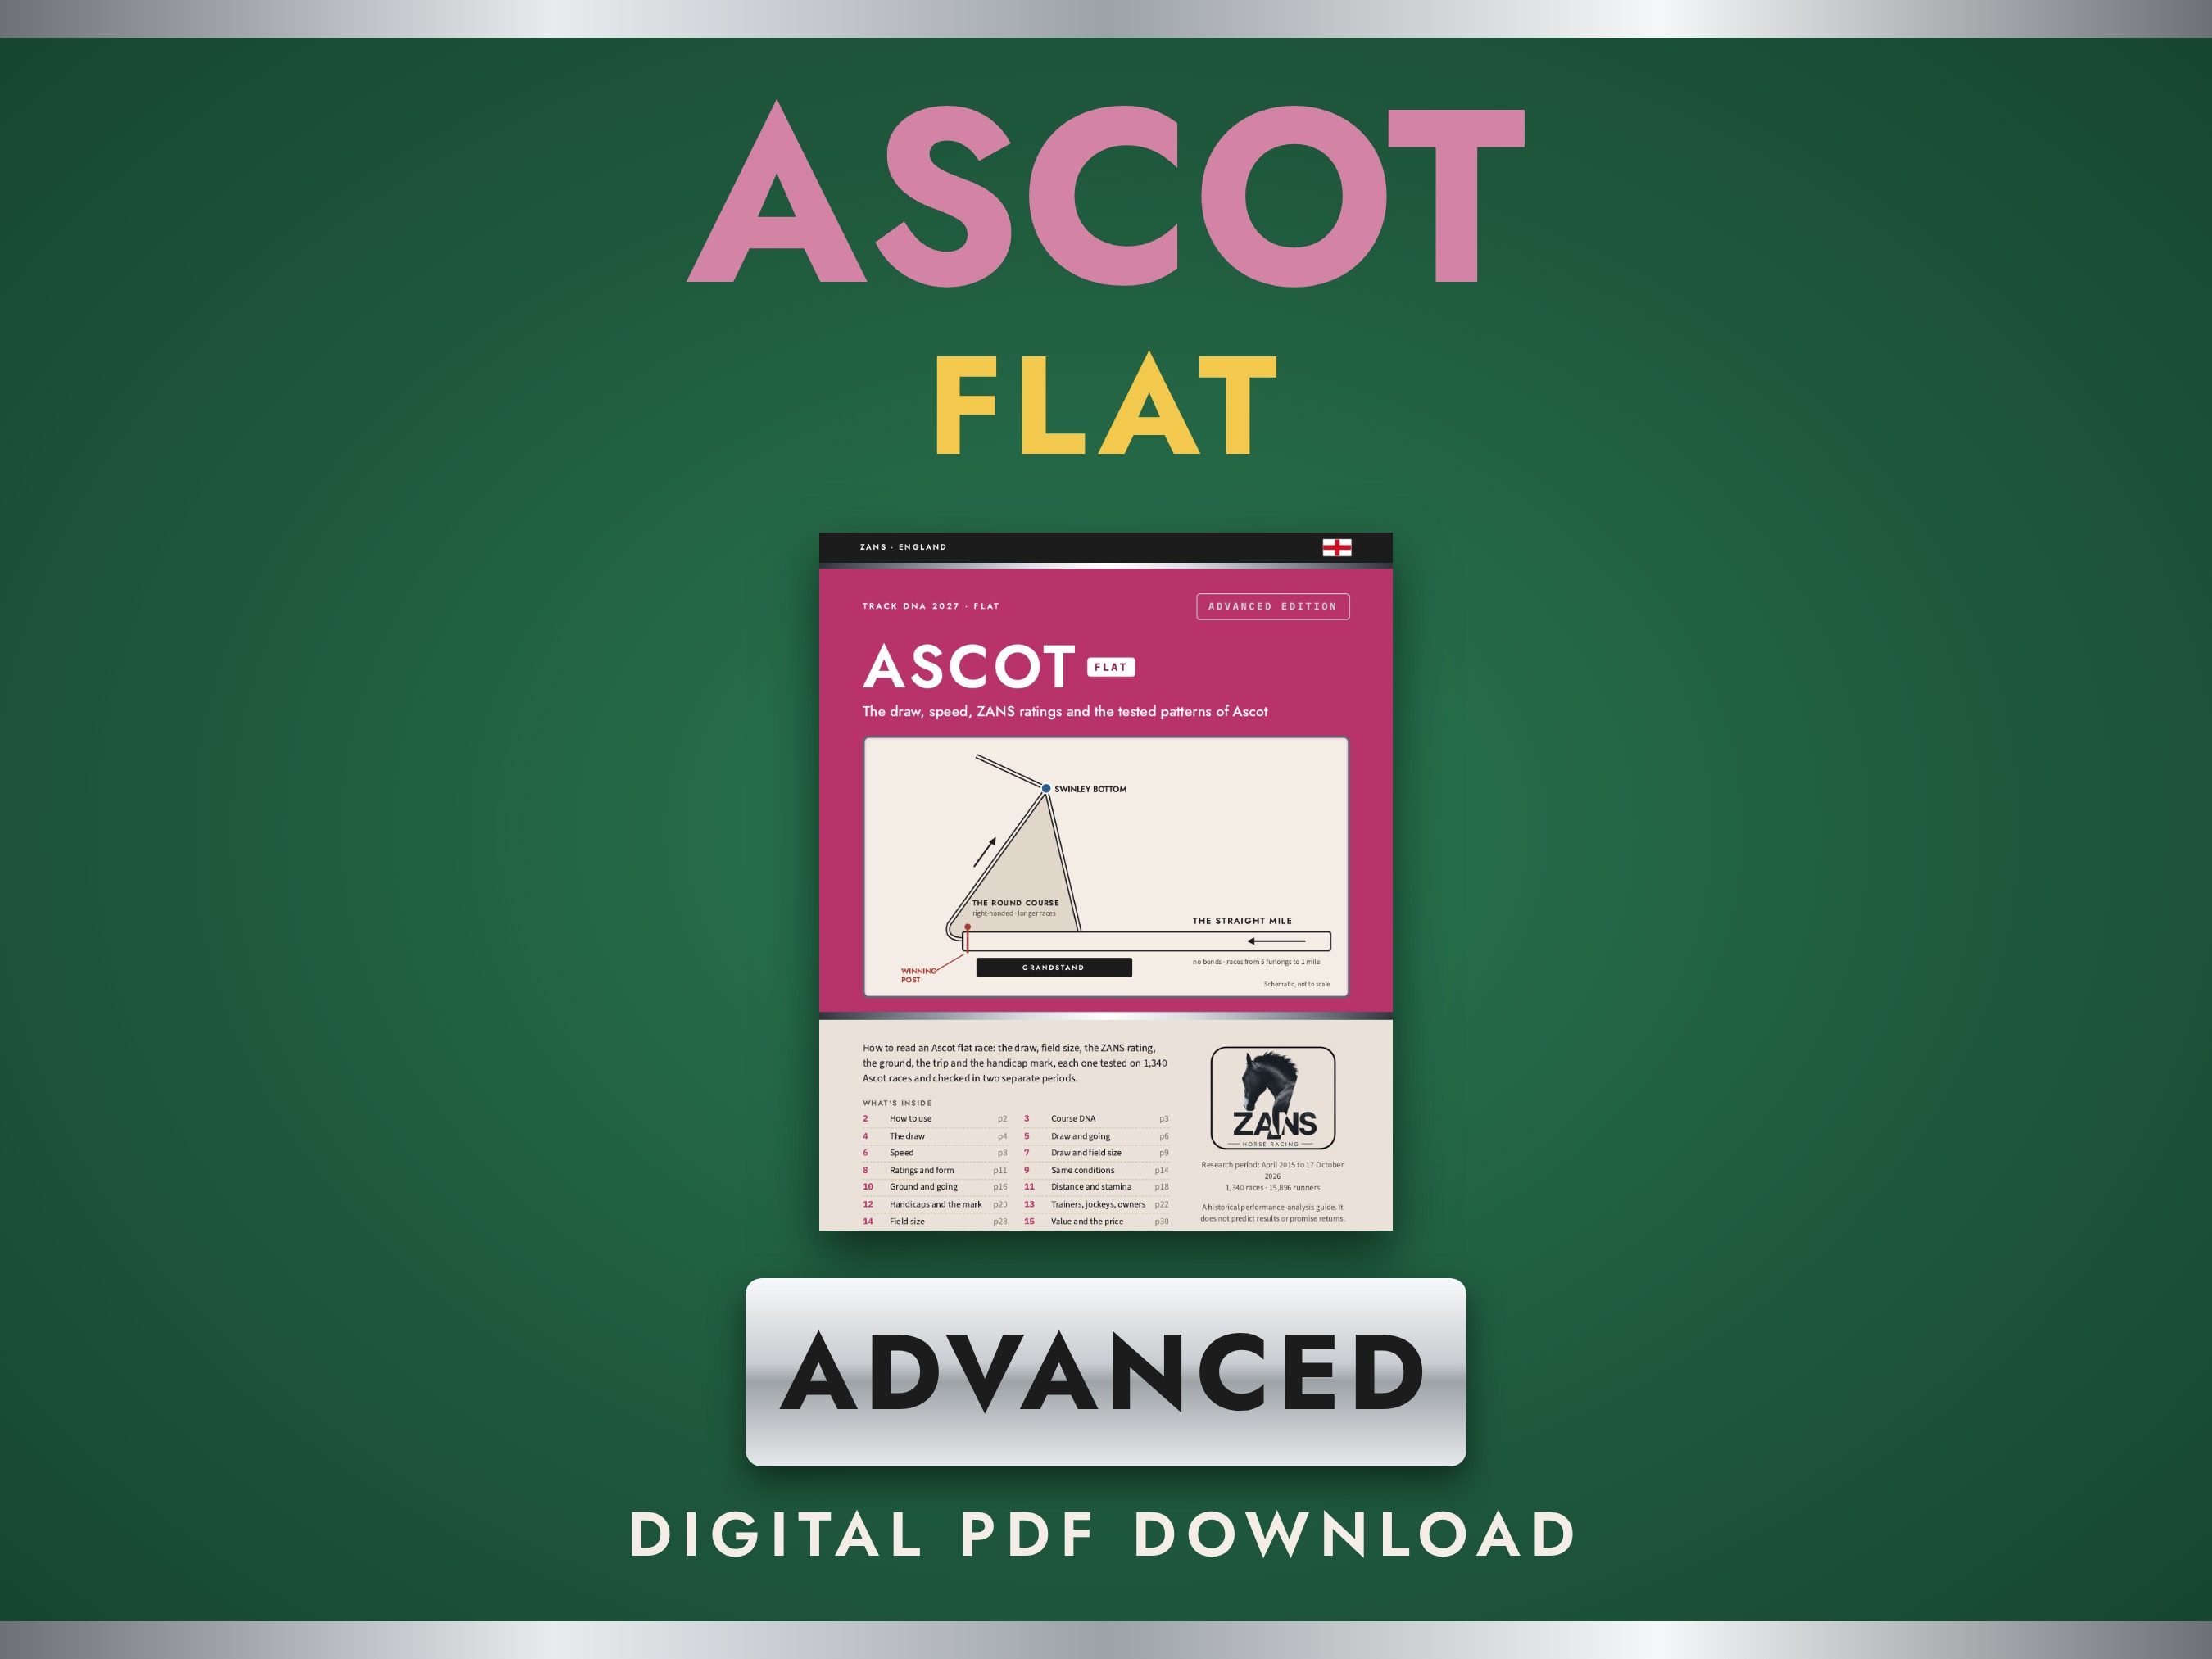 ASCOT
FLAT
ZANS · ENGLAND
TRACK DNA 2027 · FLAT
ADVANCED EDITION
ASCOT FLAT
The draw, speed, ZANS ratings and the tested patterns of Ascot
SWINLEY BOTTOM
THE ROUND COURSE
right-handed · longer races
THE STRAIGHT MILE
WINNING
POST
GRANDSTAND
no bends · races from 5 furlongs to 1 mile
Schematic, not to scale
How to read an Ascot flat race: the draw, field size, the ZANS rating,
the ground, the trip and the handicap mark, each one tested on 1,340
Ascot races and checked in two separate periods.
WHAT'S INSIDE
2 How to use p2 3 Course DNA p3
4 The draw p4 5 Draw and going p6
6 Speed p8 7 Draw and field size p9
8 Ratings and form p11 9 Same conditions p14
10 Ground and going p16 11 Distance and stamina p18
12 Handicaps and the mark p20 13 Trainers, jockeys, owners p22
14 Field size p28 15 Value and the price p30
ZANS
HORSE RACING
Research period: April 2015 to 17 October
2026
1,340 races · 15,896 runners
A historical performance-analysis guide. It
does not predict results or promise returns.
ADVANCED
DIGITAL PDF DOWNLOAD